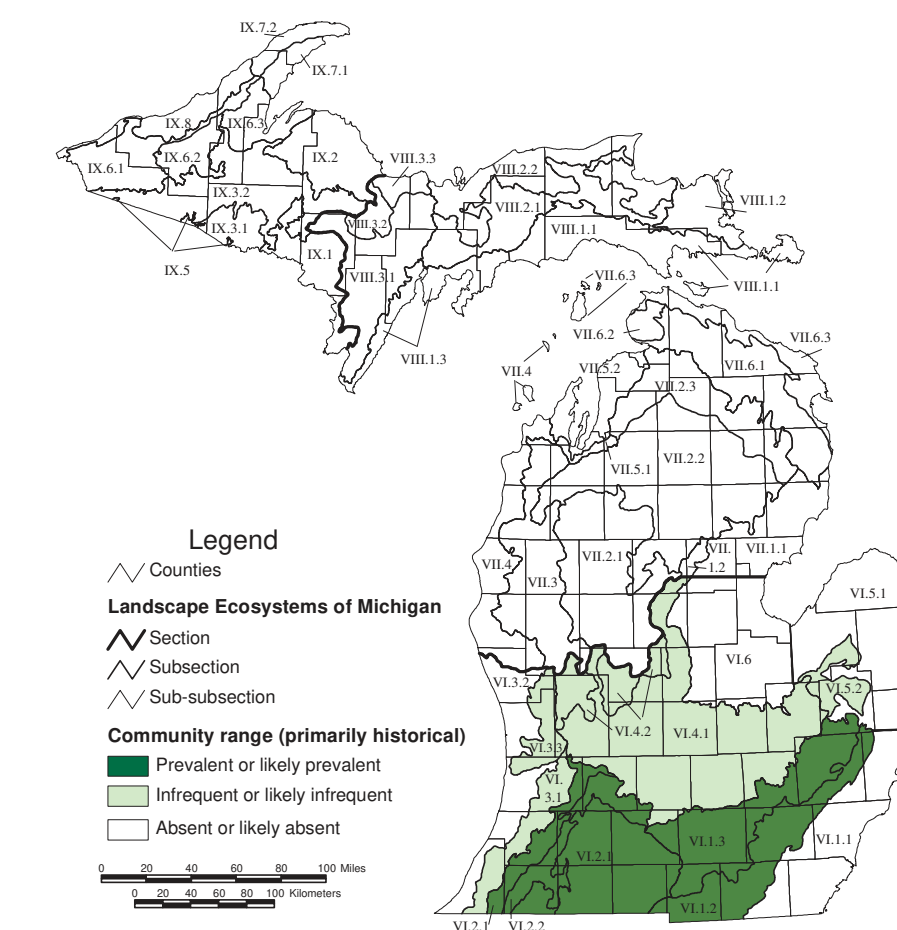 IX.7.2
IX.7.1
IX.8
IX.6.3
IX.6.1
IX.6.2
IX.2
VIII.3.3
VIII.2.2
IX.3.2
VIII.2.1
VIII.1.2
IX.3.1
VIII.3.2
VIII.1.1
IX.1
IX.5
VIII.3.1
VII.6.3
VIII.1.1
VIII.1.3
VII.6.2
VII.6.3
VII.4
VII.5.2
VII.6.1
VII.2.3
VII.5.1
VII.2.2
VII.4
VII.3
VII.2.1
VII.
1.2
VII.1.1
VI.5.1
VI.3.2
VI.6
VI.5.2
VI.4.2
VI.4.1
VI.3.3
VI.
3.1
VI.2.1
VI.1.3
VI.1.1
VI.1.2
VI.2.1
VI.2.2
Legend
Counties
Landscape Ecosystems of Michigan
Section
Subsection
Sub-subsection
Community range (primarily historical)
Prevalent or likely prevalent
Infrequent or likely infrequent
Absent or likely absent
0 20 40 60 80 100 Miles
0 20 40 60 80 100 Kilometers